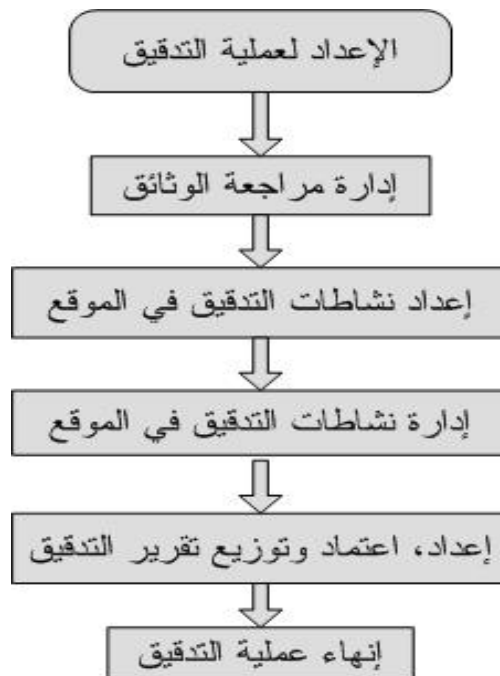 الإعداد لعملية التدقيق
إدارة مراجعة الوثائق
إعداد نشاطات التدقيق في الموقع
إدارة نشاطات التدقيق في الموقع
إعداد، اعتماد وتوزيع تقرير التدقيق
إنهاء عملية التدقيق